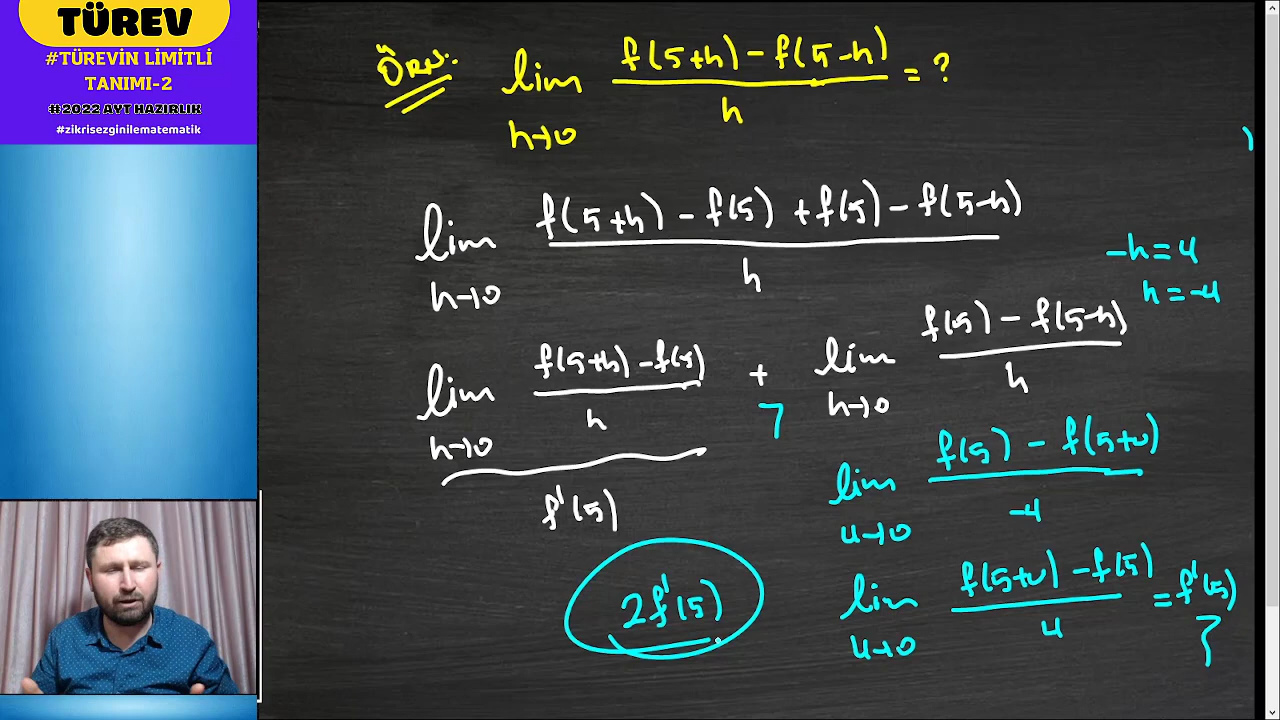 TÜREV
#TÜREVİN LİMİTLİ
TANIMI-2
#2022 AYT HAZIRLIK
#zikrisezginilematematik
ÖRN: lim h→0 (f(5+h) - f(5-h))/h = ?
lim h→0 (f(5+h) - f(5) + f(5) - f(5-h))/h
-h = u
h = -u
lim h→0 (f(5+h) - f(5))/h + lim h→0 (f(5) - f(5-h))/h
f'(5)
lim u→0 (f(5) - f(5+u))/-u
lim u→0 (f(5+u) - f(5))/u = f'(5)
2f'(5)